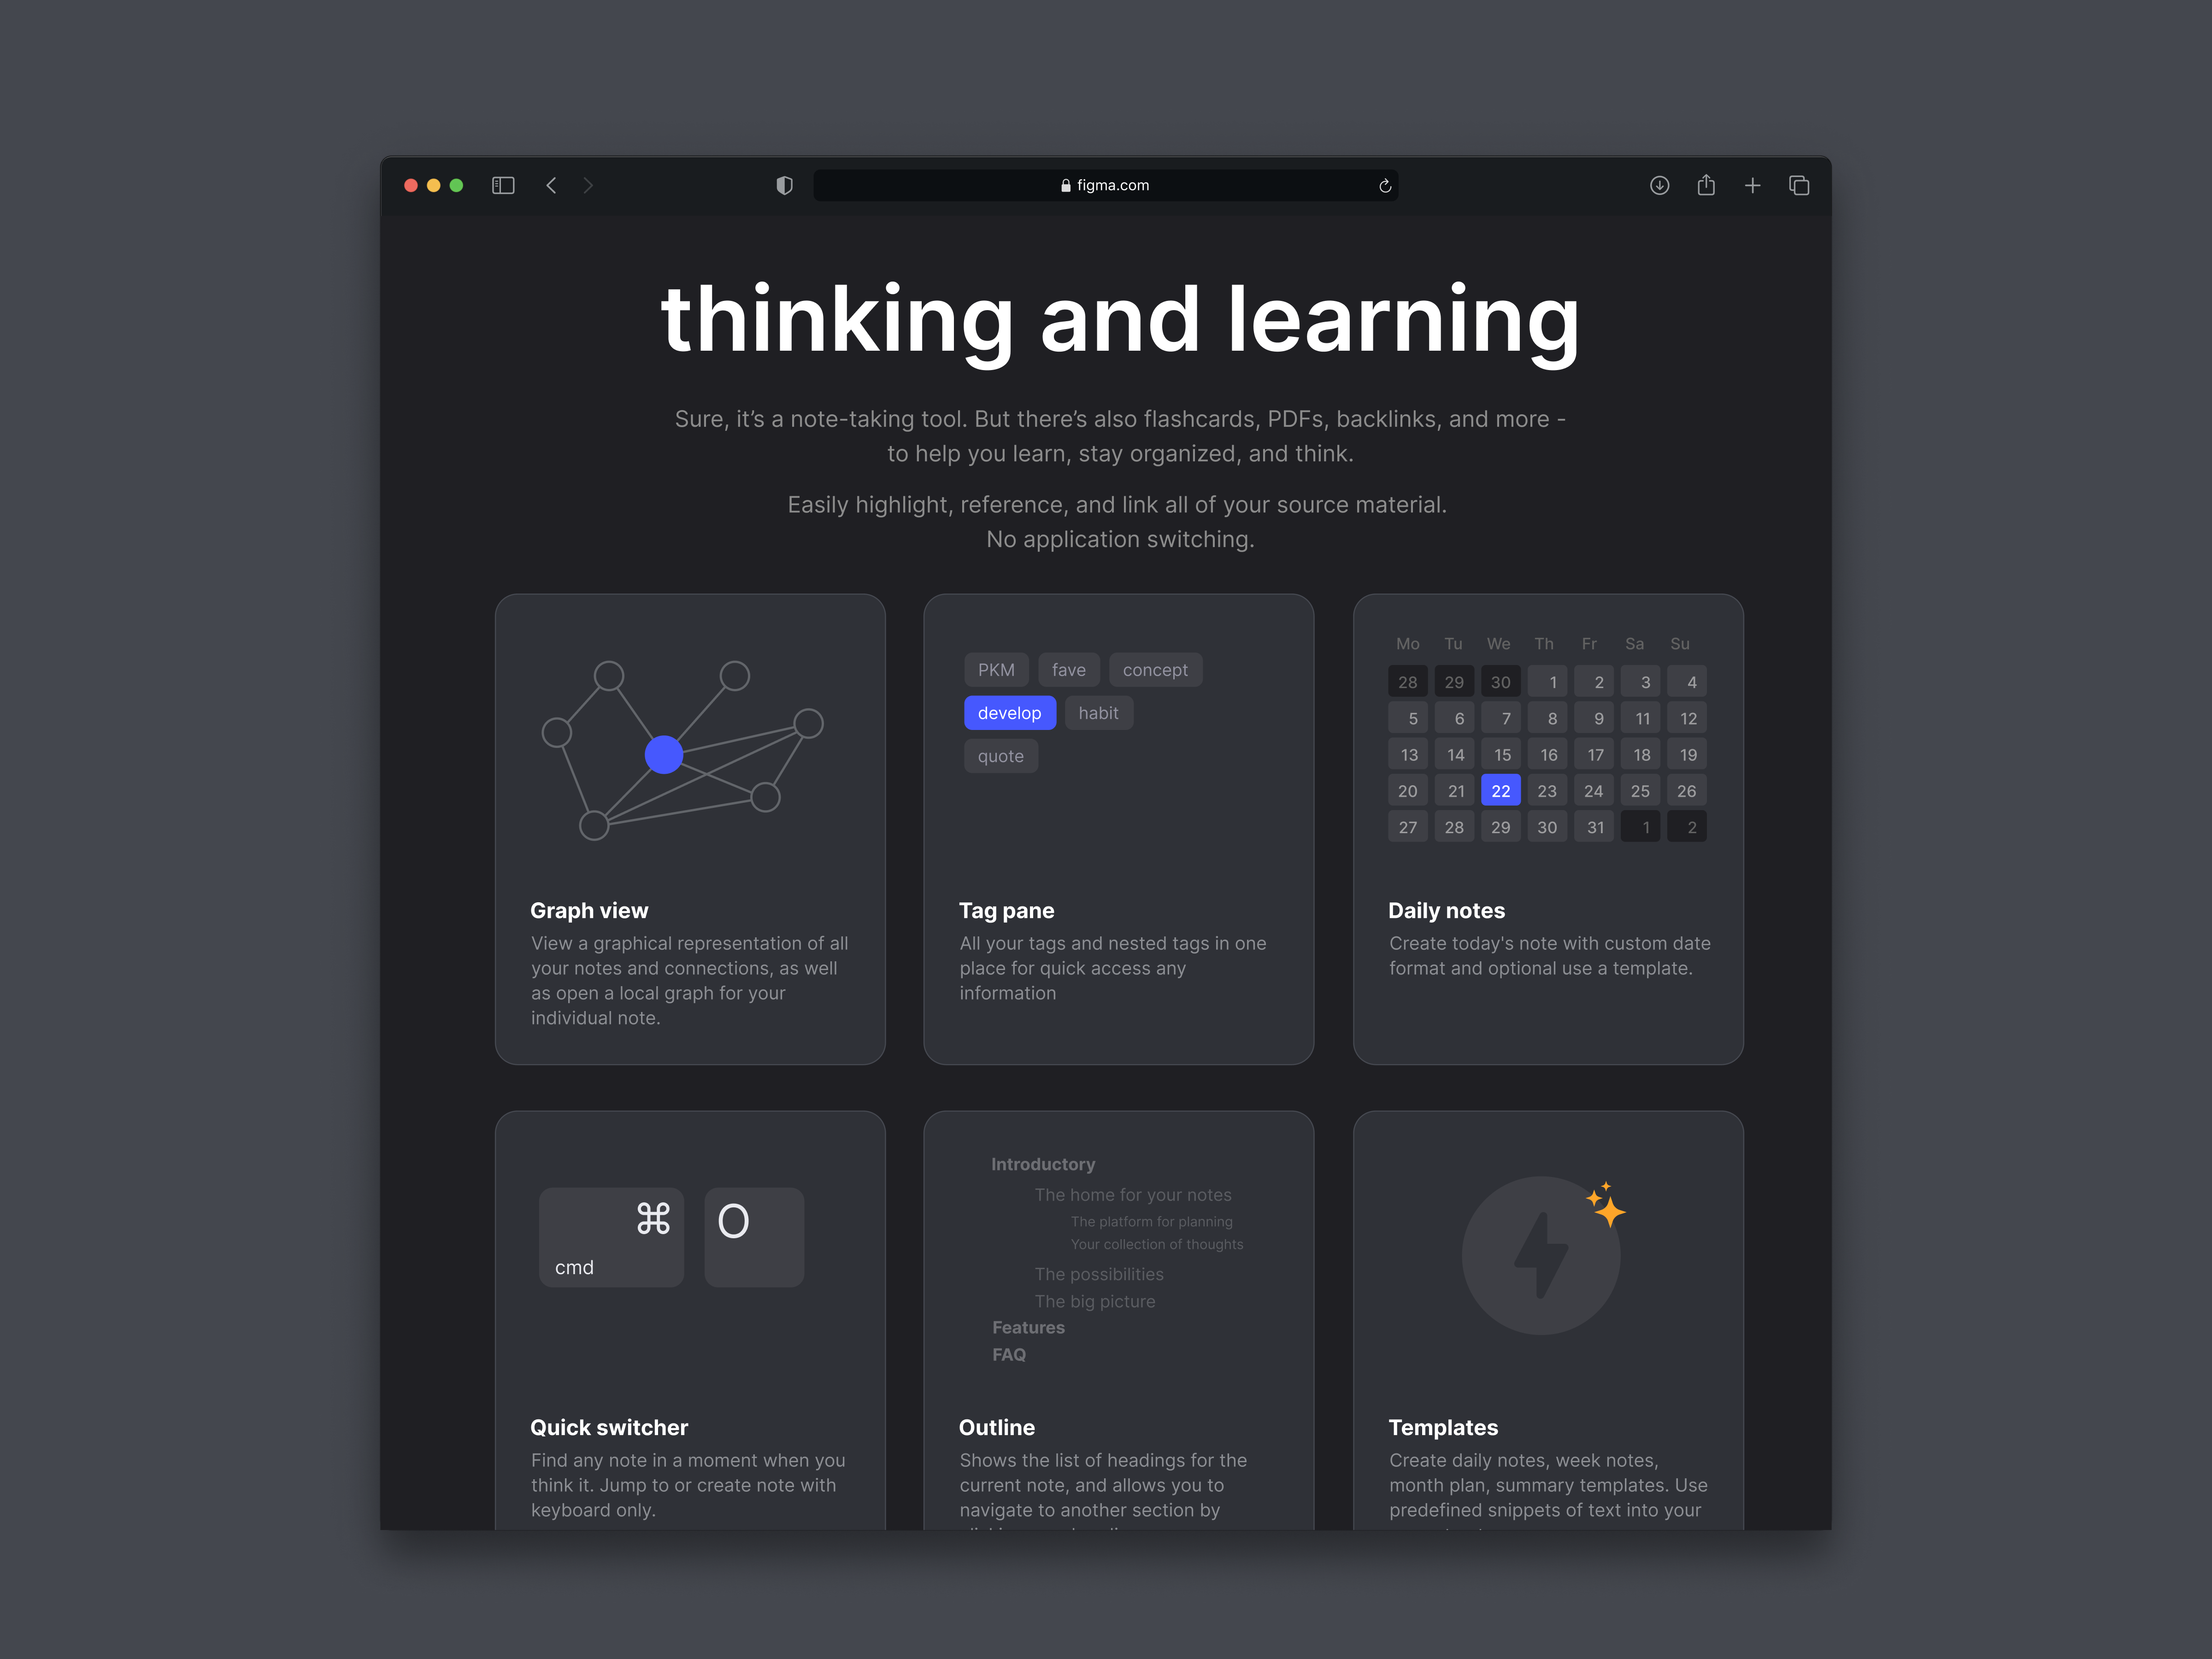 figma.com
thinking and learning
Sure, it’s a note-taking tool. But there’s also flashcards, PDFs, backlinks, and more -
to help you learn, stay organized, and think.
Easily highlight, reference, and link all of your source material.
No application switching.
Graph view
View a graphical representation of all
your notes and connections, as well
as open a local graph for your
individual note.
PKM fave concept
develop habit
quote
Tag pane
All your tags and nested tags in one
place for quick access any
information
Mo Tu We Th Fr Sa Su
28 29 30 1 2 3 4
5 6 7 8 9 11 12
13 14 15 16 17 18 19
20 21 22 23 24 25 26
27 28 29 30 31 1 2
Daily notes
Create today's note with custom date
format and optional use a template.
⌘ O
cmd
Quick switcher
Find any note in a moment when you
think it. Jump to or create note with
keyboard only.
Introductory
The home for your notes
The platform for planning
Your collection of thoughts
The possibilities
The big picture
Features
FAQ
Outline
Shows the list of headings for the
current note, and allows you to
navigate to another section by
Templates
Create daily notes, week notes,
month plan, summary templates. Use
predefined snippets of text into your